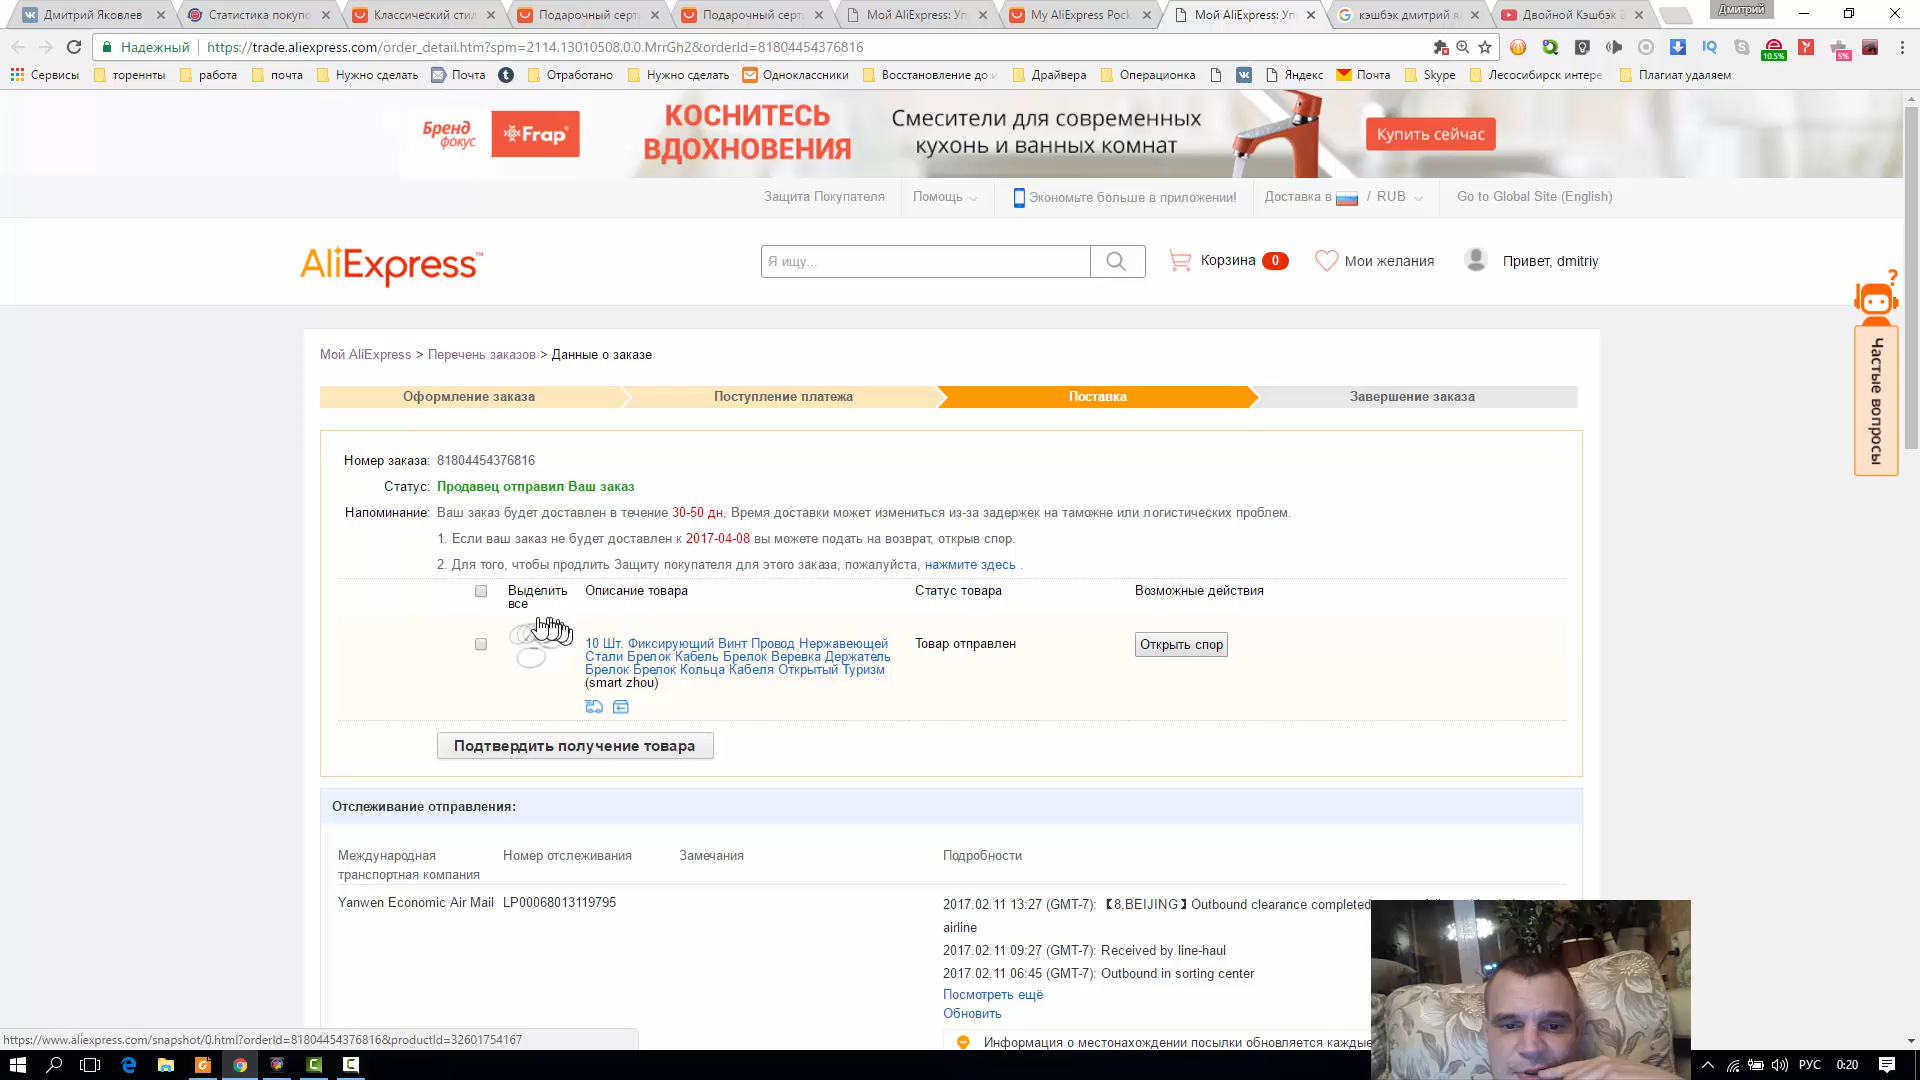 Дмитрий Яковлев
Статистика покупо
Классический стил
Подарочный серт
Подарочный серт
Мой AliExpress: Уп
My AliExpress Pock
Мой AliExpress: Уп
кэшбэк дмитрий я
Двойной Кэшбэк 2
Дмитрий
Надежный
https://trade.aliexpress.com/order_detail.htm?spm=2114.13010508.0.0.MrrGh2&orderId=81804454376816
10.5%
5%
Сервисы
тореннты
работа
почта
Нужно сделать
Почта
Отработано
Нужно сделать
Одноклассники
Восстановление до
Драйвера
Операционка
Яндекс
Почта
Skype
Лесосибирск интере
Плагиат удаляем
Бренд
фокус
Frap
КОСНИТЕСЬ
ВДОХНОВЕНИЯ
Смесители для современных
кухонь и ванных комнат
Купить сейчас
Защита Покупателя
Помощь
Экономьте больше в приложении!
Доставка в / RUB
Go to Global Site (English)
AliExpress™
Я ищу...
Корзина 0
Мои желания
Привет, dmitriy
Частые вопросы
Мой AliExpress > Перечень заказов > Данные о заказе
Оформление заказа
Поступление платежа
Поставка
Завершение заказа
Номер заказа: 81804454376816
Статус: Продавец отправил Ваш заказ
Напоминание: Ваш заказ будет доставлен в течение 30-50 дн, Время доставки может измениться из-за задержек на таможне или логистических проблем.
1. Если ваш заказ не будет доставлен к 2017-04-08 вы можете подать на возврат, открыв спор.
2. Для того, чтобы продлить Защиту покупателя для этого заказа, пожалуйста, нажмите здесь .
Выделить
все
Описание товара
Статус товара
Возможные действия
10 Шт. Фиксирующий Винт Провод Нержавеющей
Стали Брелок Кабель Брелок Веревка Держатель
Брелок Брелок Кольца Кабеля Открытый Туризм
(smart zhou)
Товар отправлен
Открыть спор
Подтвердить получение товара
Отслеживание отправления:
Международная
транспортная компания
Номер отслеживания
Замечания
Подробности
Yanwen Economic Air Mail
LP00068013119795
2017.02.11 13:27 (GMT-7): 【8,BEIJING】Outbound clearance completed
airline
2017.02.11 09:27 (GMT-7): Received by line-haul
2017.02.11 06:45 (GMT-7): Outbound in sorting center
Посмотреть ещё
Обновить
Информация о местонахождении посылки обновляется каждые
https://www.aliexpress.com/snapshot/0.html?orderId=81804454376816&productId=32601754167
РУС
0:20